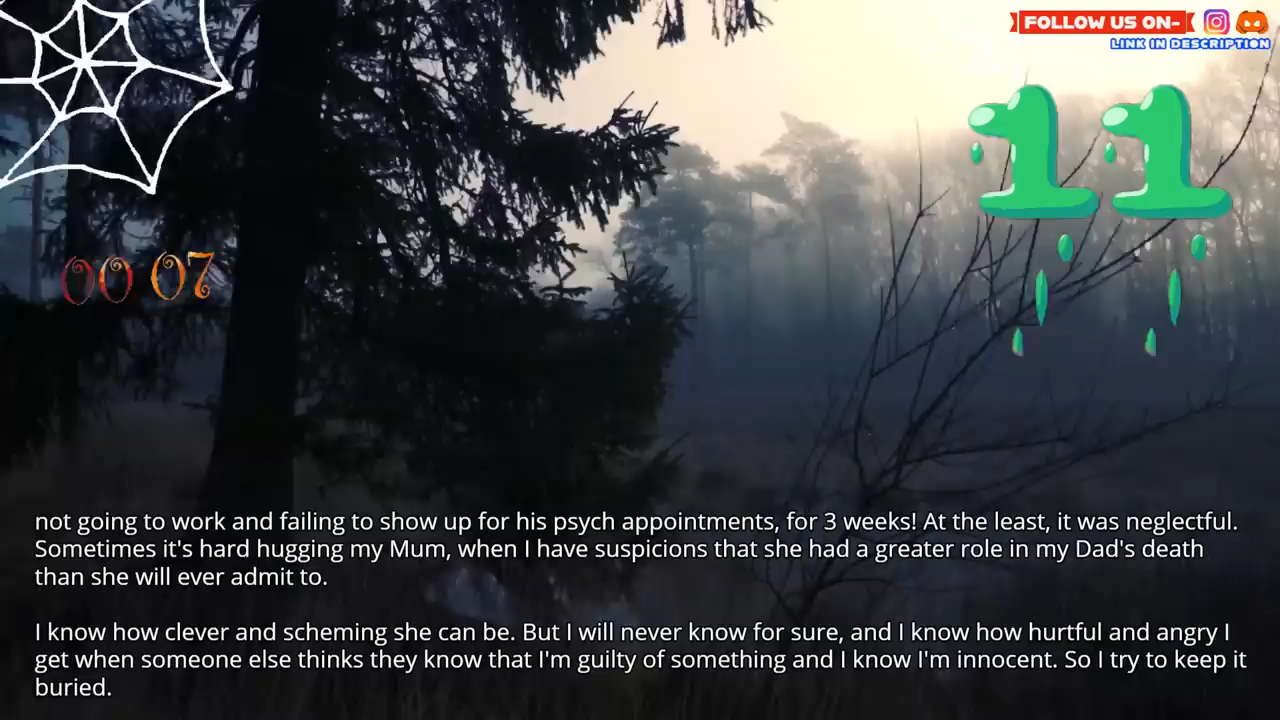 FOLLOW US ON-
LINK IN DESCRIPTION
11
00 07
not going to work and failing to show up for his psych appointments, for 3 weeks! At the least, it was neglectful.
Sometimes it's hard hugging my Mum, when I have suspicions that she had a greater role in my Dad's death
than she will ever admit to.
I know how clever and scheming she can be. But I will never know for sure, and I know how hurtful and angry I
get when someone else thinks they know that I'm guilty of something and I know I'm innocent. So I try to keep it
buried.